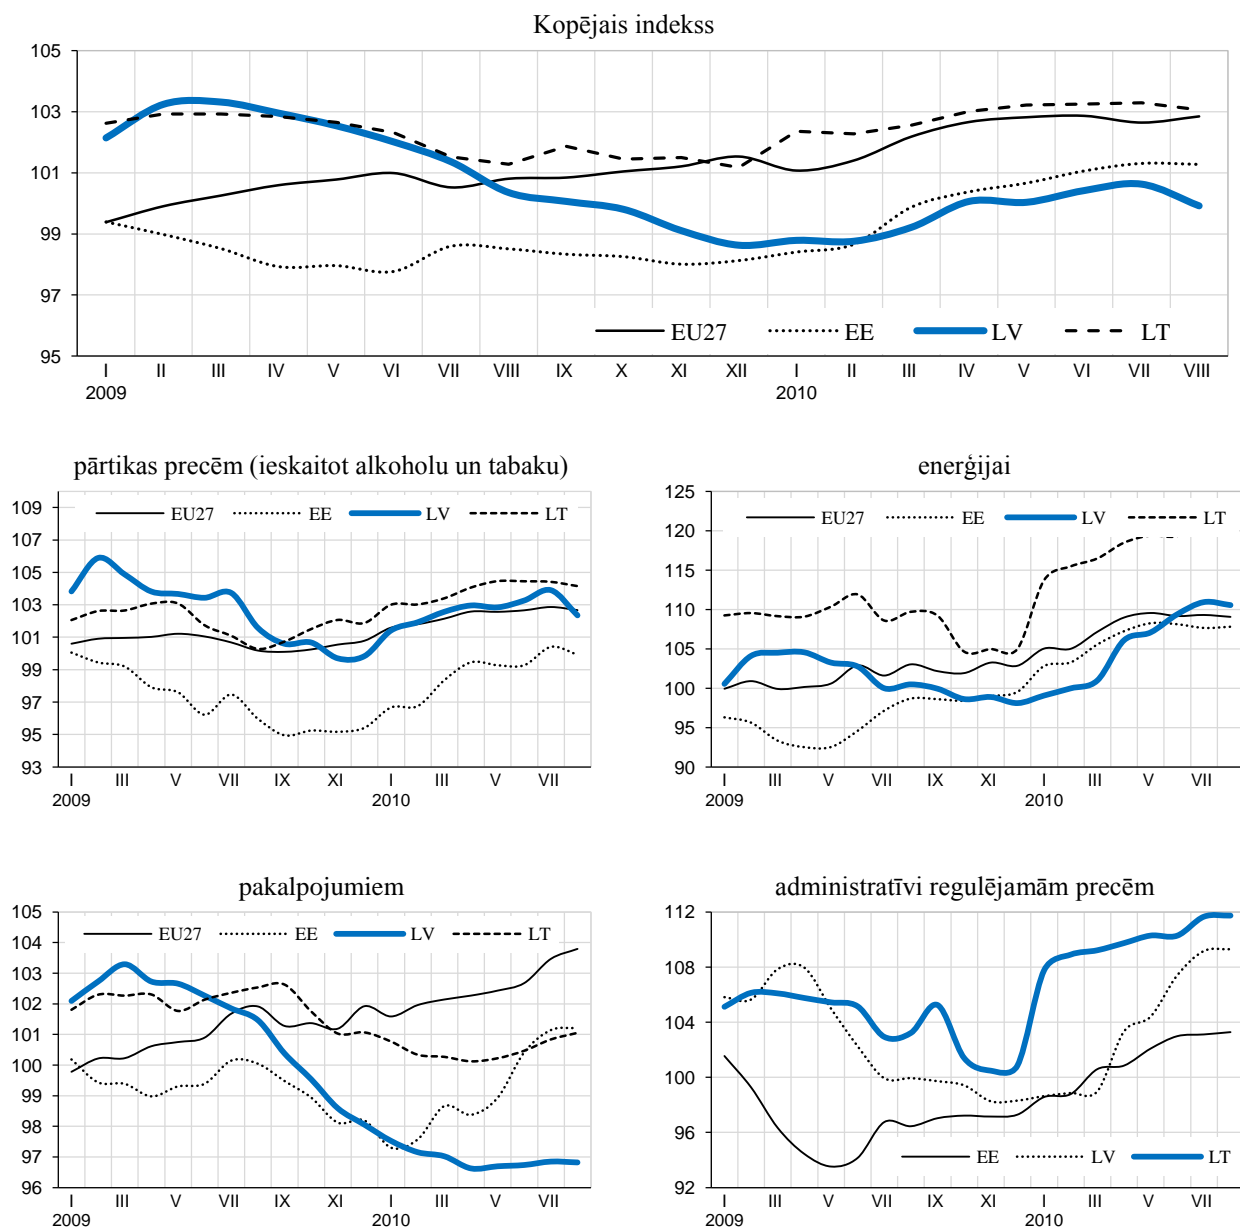 Kopējais indekss
105
103
101
99
97
95
EU27 EE LV LT
I II III IV V VI VII VIII IX X XI XII I II III IV V VI VII VIII
2009 2010
pārtikas precēm (ieskaitot alkoholu un tabaku)
109
107
105
103
101
99
97
95
93
EU27 EE LV LT
I III V VII IX XI I III V VII
2009 2010
enerģijai
125
120
115
110
105
100
95
90
EU27 EE LV LT
I III V VII IX XI I III V VII
2009 2010
pakalpojumiem
105
104
103
102
101
100
99
98
97
96
EU27 EE LV LT
I III V VII IX XI I III V VII
2009 2010
administratīvi regulējamām precēm
112
108
104
100
96
92
EE LV LT
I III V VII IX XI I III V VII
2009 2010